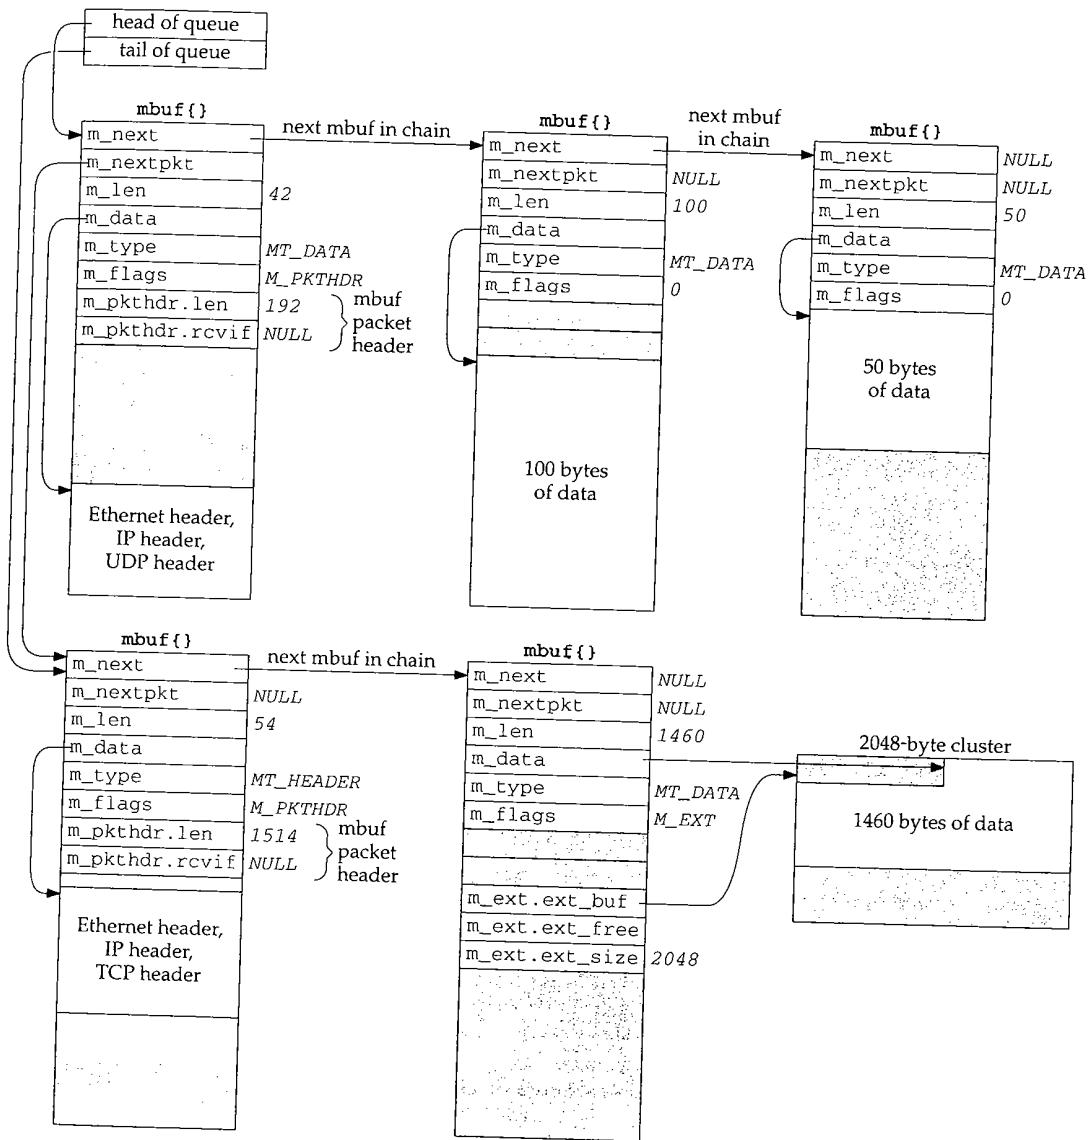 head of queue
tail of queue
mbuf{}
m_next
m_nextpkt
m_len 42
m_data
m_type MT_DATA
m_flags M_PKTHDR
m_pkthdr.len 192
m_pkthdr.rcvif NULL
mbuf
packet
header
Ethernet header,
IP header,
UDP header
next mbuf in chain
mbuf{}
m_next
m_nextpkt NULL
m_len 100
m_data
m_type MT_DATA
m_flags 0
100 bytes
of data
next mbuf
in chain
mbuf{}
m_next NULL
m_nextpkt NULL
m_len 50
m_data
m_type MT_DATA
m_flags 0
50 bytes
of data
mbuf{}
m_next
m_nextpkt NULL
m_len 54
m_data
m_type MT_HEADER
m_flags M_PKTHDR
m_pkthdr.len 1514
m_pkthdr.rcvif NULL
mbuf
packet
header
Ethernet header,
IP header,
TCP header
next mbuf in chain
mbuf{}
m_next NULL
m_nextpkt NULL
m_len 1460
m_data
m_type MT_DATA
m_flags M_EXT
m_ext.ext_buf
m_ext.ext_free
m_ext.ext_size 2048
2048-byte cluster
1460 bytes of data